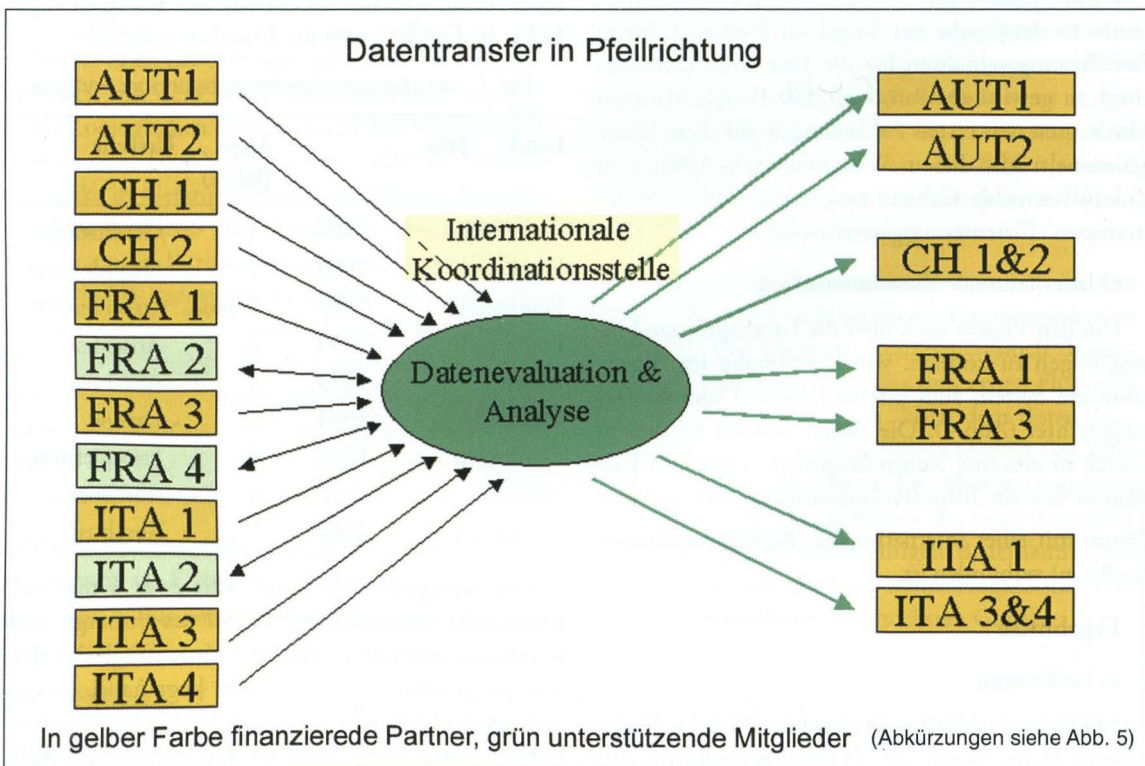 Datentransfer in Pfeilrichtung
AUT1
AUT2
CH 1
CH 2
FRA 1
FRA 2
FRA 3
FRA 4
ITA 1
ITA 2
ITA 3
ITA 4
Internationale
Koordinationsstelle
Datenevaluation &
Analyse
AUT1
AUT2
CH 1&2
FRA 1
FRA 3
ITA 1
ITA 3&4
In gelber Farbe finanzierede Partner, grün unterstützende Mitglieder (Abkürzungen siehe Abb. 5)